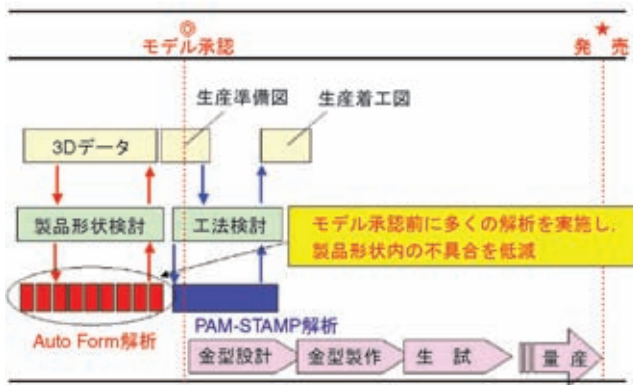 ◎
モデル承認
★
発 売
生産準備図
生産着工図
3Dデータ
製品形状検討
工法検討
モデル承認前に多くの解析を実施し,
製品形状内の不具合を低減
Auto Form解析
PAM-STAMP解析
金型設計
金型製作
生 試
量 産